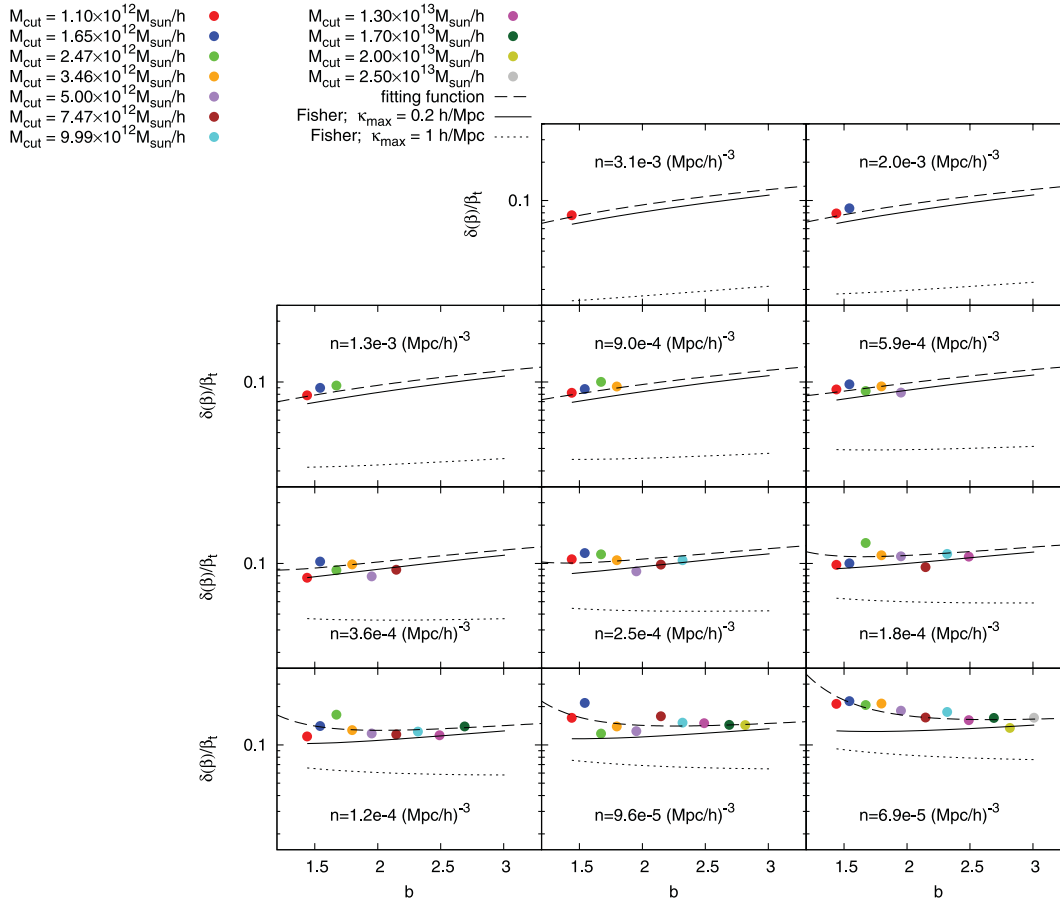 M_cut = 1.10×10^12 M_sun/h
M_cut = 1.65×10^12 M_sun/h
M_cut = 2.47×10^12 M_sun/h
M_cut = 3.46×10^12 M_sun/h
M_cut = 5.00×10^12 M_sun/h
M_cut = 7.47×10^12 M_sun/h
M_cut = 9.99×10^12 M_sun/h
M_cut = 1.30×10^13 M_sun/h
M_cut = 1.70×10^13 M_sun/h
M_cut = 2.00×10^13 M_sun/h
M_cut = 2.50×10^13 M_sun/h
fitting function
Fisher; κ_max = 0.2 h/Mpc
Fisher; κ_max = 1 h/Mpc
n=3.1e-3 (Mpc/h)^-3
n=2.0e-3 (Mpc/h)^-3
0.1
δ(β)/β_t
n=1.3e-3 (Mpc/h)^-3
n=9.0e-4 (Mpc/h)^-3
n=5.9e-4 (Mpc/h)^-3
0.1
δ(β)/β_t
0.1
δ(β)/β_t
n=3.6e-4 (Mpc/h)^-3
n=2.5e-4 (Mpc/h)^-3
n=1.8e-4 (Mpc/h)^-3
0.1
δ(β)/β_t
n=1.2e-4 (Mpc/h)^-3
n=9.6e-5 (Mpc/h)^-3
n=6.9e-5 (Mpc/h)^-3
1.5 2 2.5 3
1.5 2 2.5 3
1.5 2 2.5 3
b
b
b